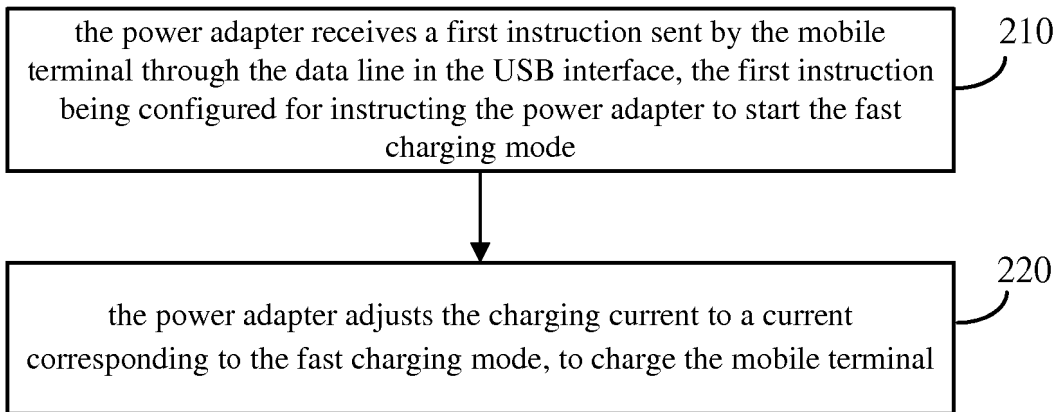 the power adapter receives a first instruction sent by the mobile
terminal through the data line in the USB interface, the first instruction
being configured for instructing the power adapter to start the fast
charging mode
210
the power adapter adjusts the charging current to a current
corresponding to the fast charging mode, to charge the mobile terminal
220